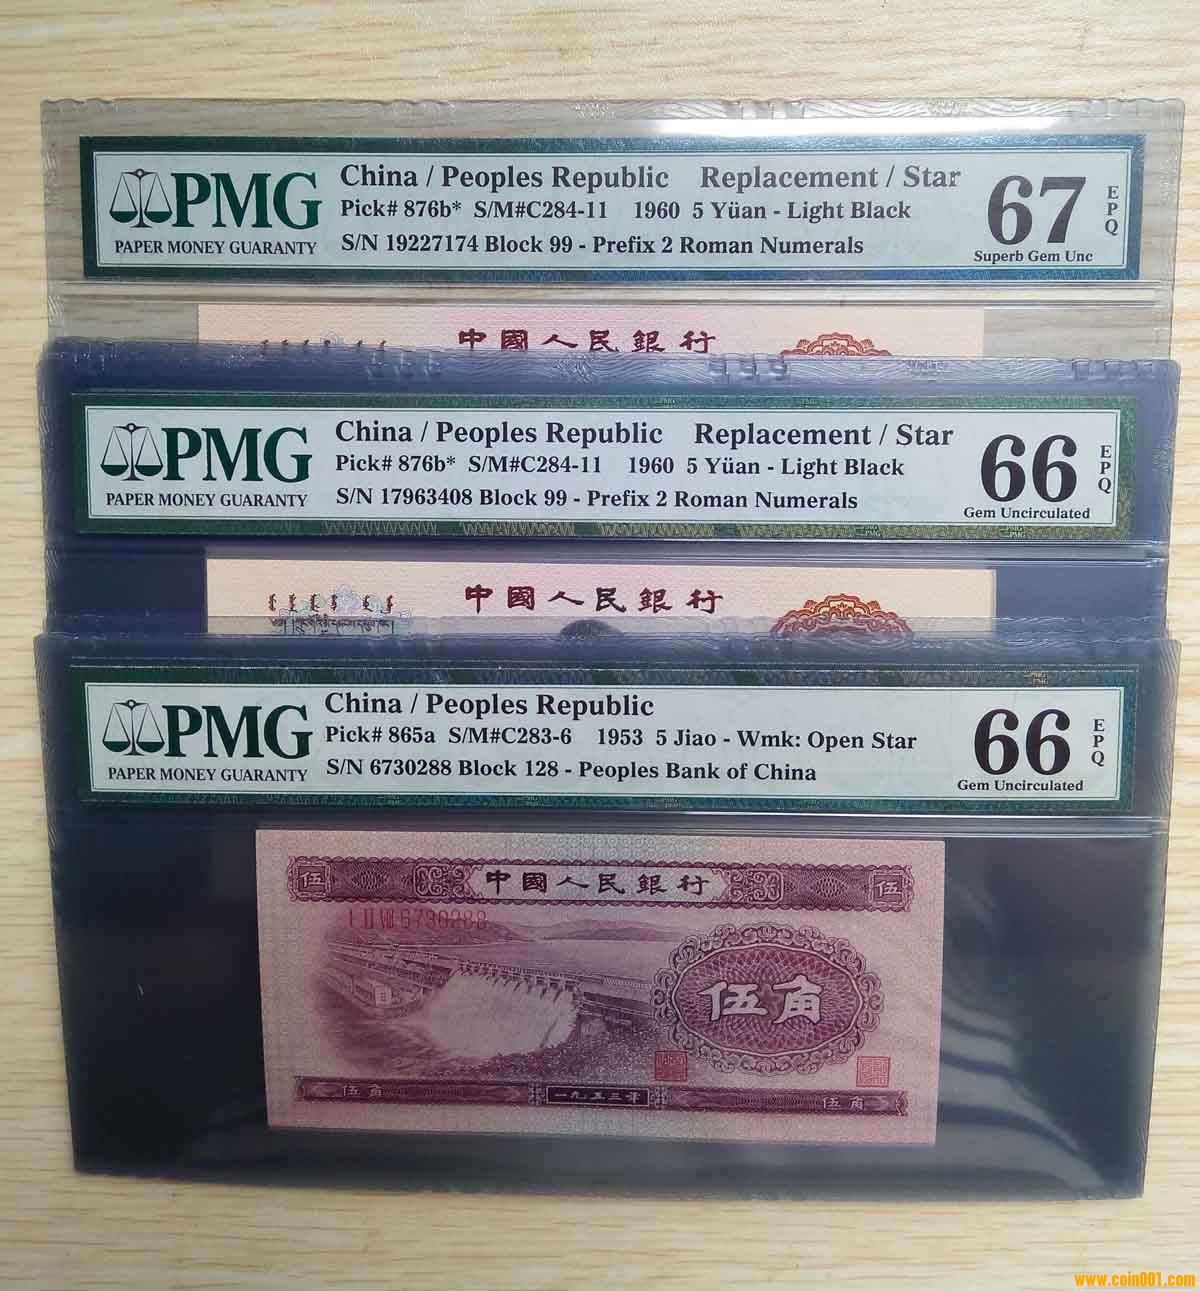 PMG
PAPER MONEY GUARANTY
China / Peoples Republic Replacement / Star
Pick# 876b* S/M#C284-11 1960 5 Yüan - Light Black
S/N 19227174 Block 99 - Prefix 2 Roman Numerals
67
EPQ
Superb Gem Unc
中國人民銀行
PMG
PAPER MONEY GUARANTY
China / Peoples Republic Replacement / Star
Pick# 876b* S/M#C284-11 1960 5 Yüan - Light Black
S/N 17963408 Block 99 - Prefix 2 Roman Numerals
66
EPQ
Gem Uncirculated
中國人民銀行
PMG
PAPER MONEY GUARANTY
China / Peoples Republic
Pick# 865a S/M#C283-6 1953 5 Jiao - Wmk: Open Star
S/N 6730288 Block 128 - Peoples Bank of China
66
EPQ
Gem Uncirculated
伍 中國人民銀行 伍
I II VIII 6730288
伍角
伍角 一九五三年 伍角
www.coin001.com